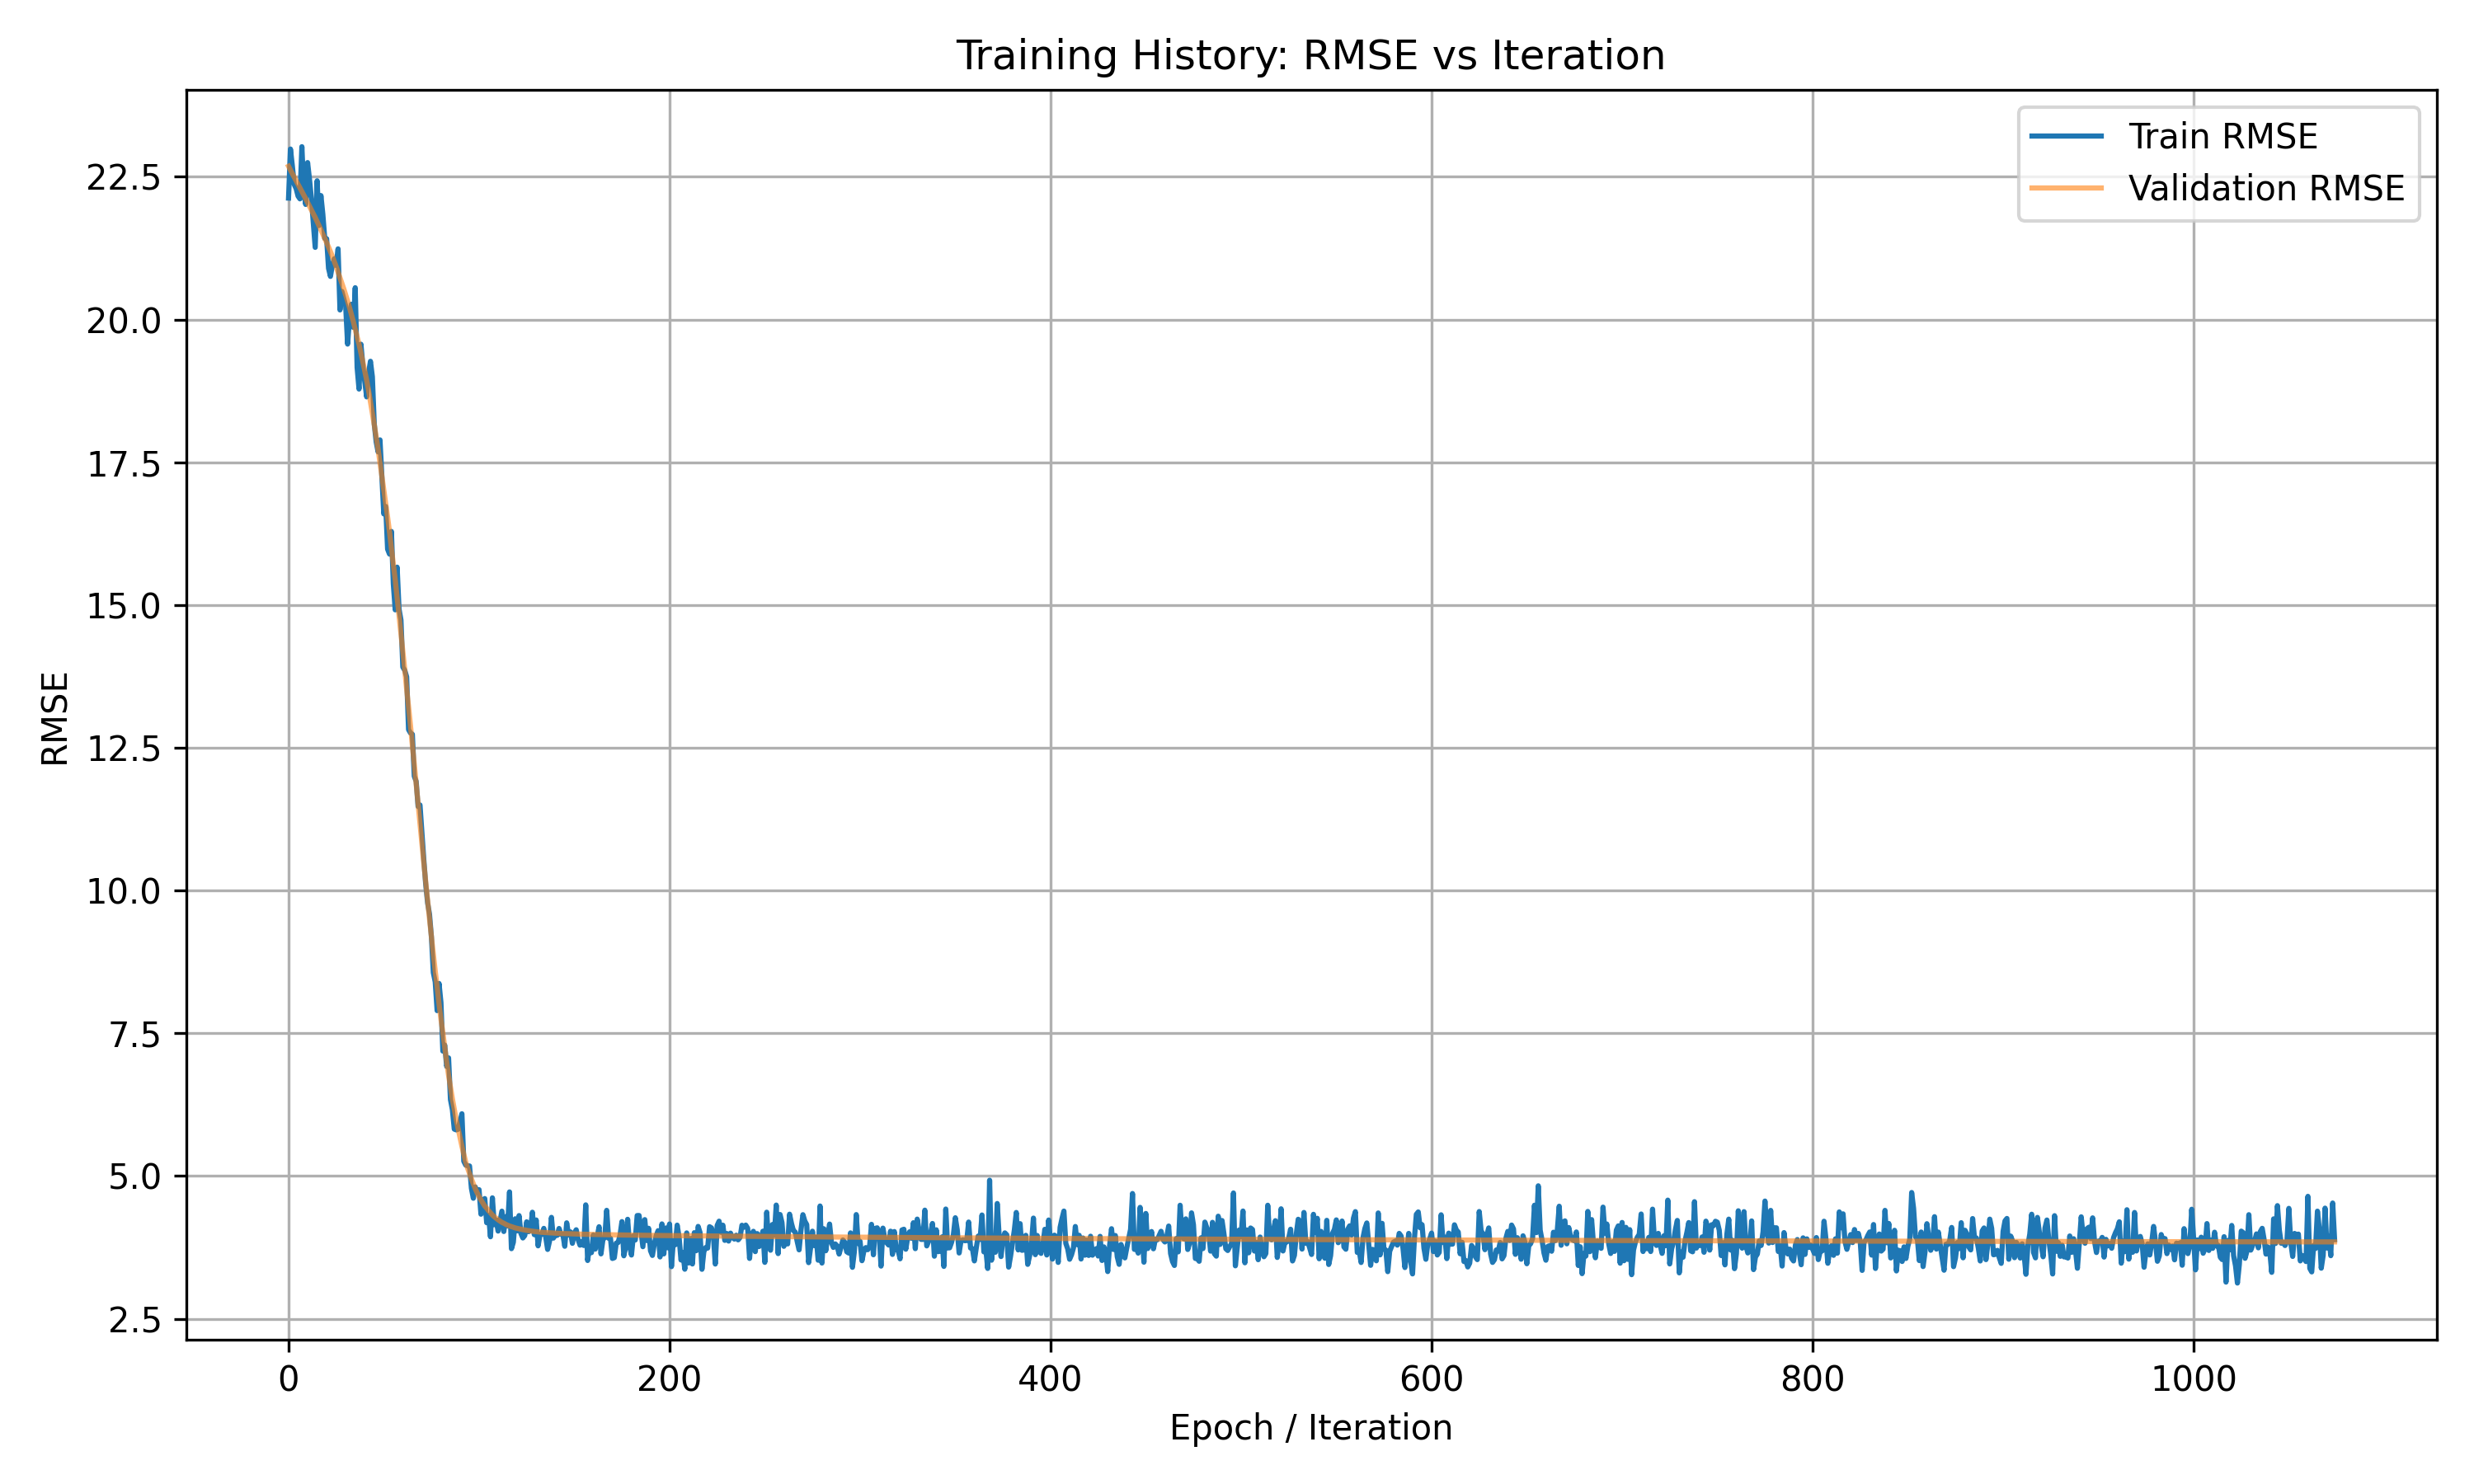 Training History: RMSE vs Iteration
Train RMSE
Validation RMSE
22.5
20.0
17.5
15.0
12.5
10.0
7.5
5.0
2.5
RMSE
0 200 400 600 800 1000
Epoch / Iteration